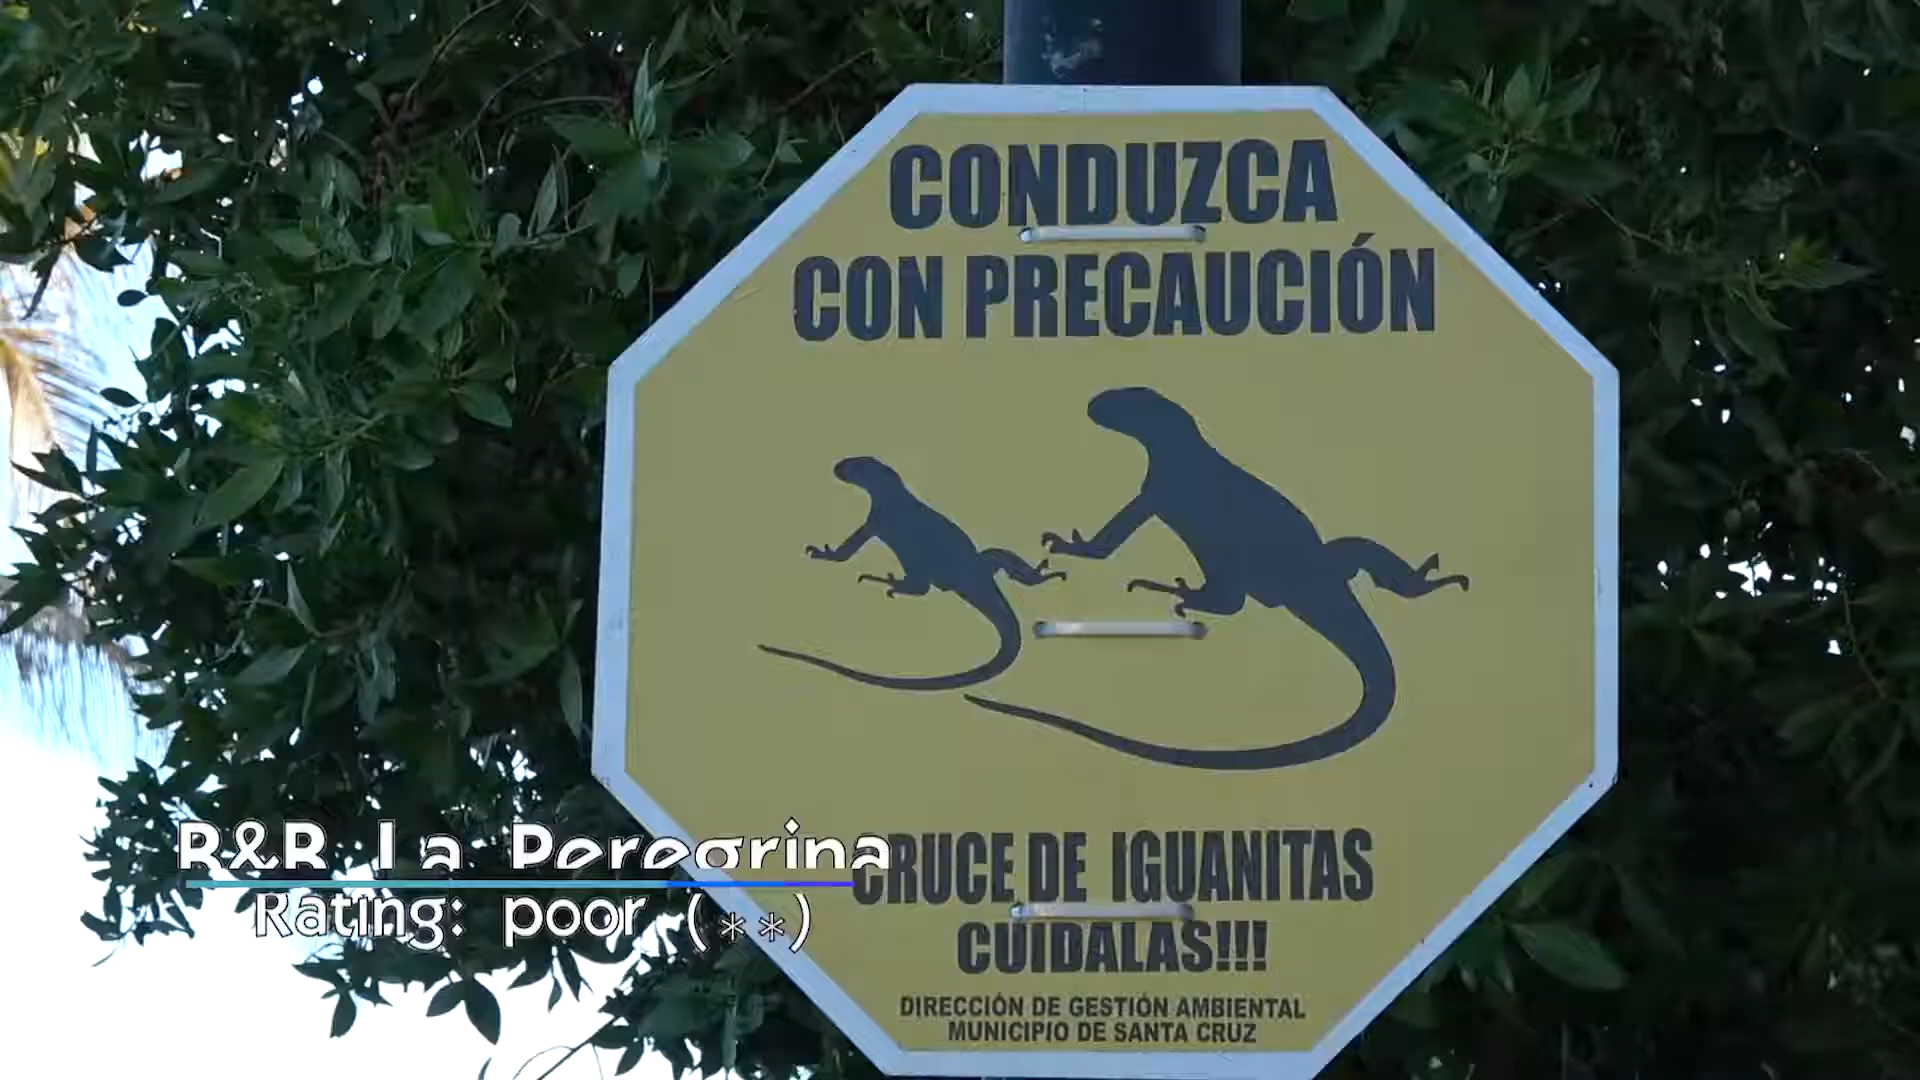 CONDUZCA
CON PRECAUCIÓN
CRUCE DE IGUANITAS
CUIDALAS!!!
DIRECCIÓN DE GESTIÓN AMBIENTAL
MUNICIPIO DE SANTA CRUZ
B&B La Peregrina
Rating: poor (**)